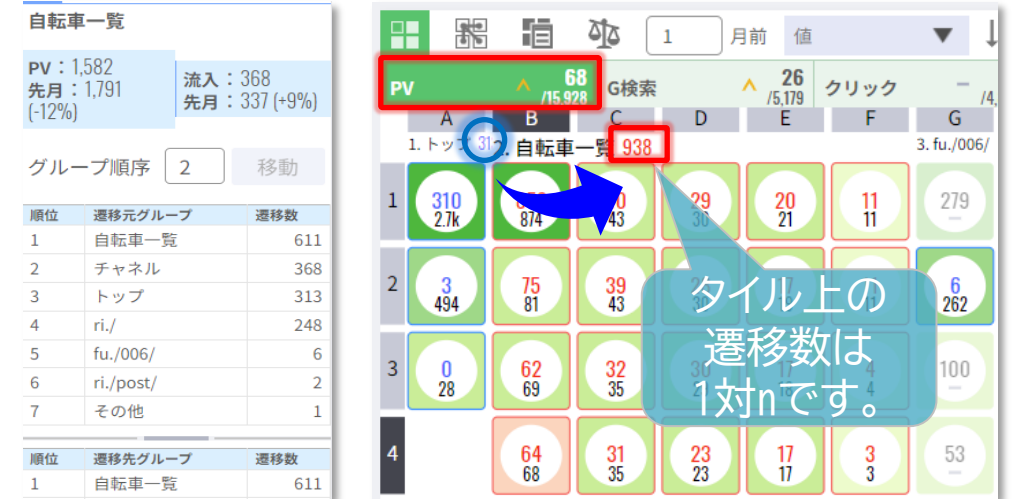 自転車一覧
PV：1,582
先月：1,791
(-12%)
流入：368
先月：337 (+9%)
グループ順序 2 移動
順位 遷移元グループ 遷移数
1 自転車一覧 611
2 チャネル 368
3 トップ 313
4 ri./ 248
5 fu./006/ 6
6 ri./post/ 2
7 その他 1
順位 遷移先グループ 遷移数
1 自転車一覧 611
1 月前 値
PV 68 /15,928
G検索 26 /5,179
クリック − /4,
A B C D E F G
1. トップ 31 2. 自転車一覧 938 3. fu./006/
1 310 2.7k 874 43 29 30 20 21 11 11 279
2 3 494 75 81 39 43 6 262
3 0 28 62 69 32 35 100
4 64 68 31 35 23 23 17 17 3 3 53
タイル上の
遷移数は
1対nです。